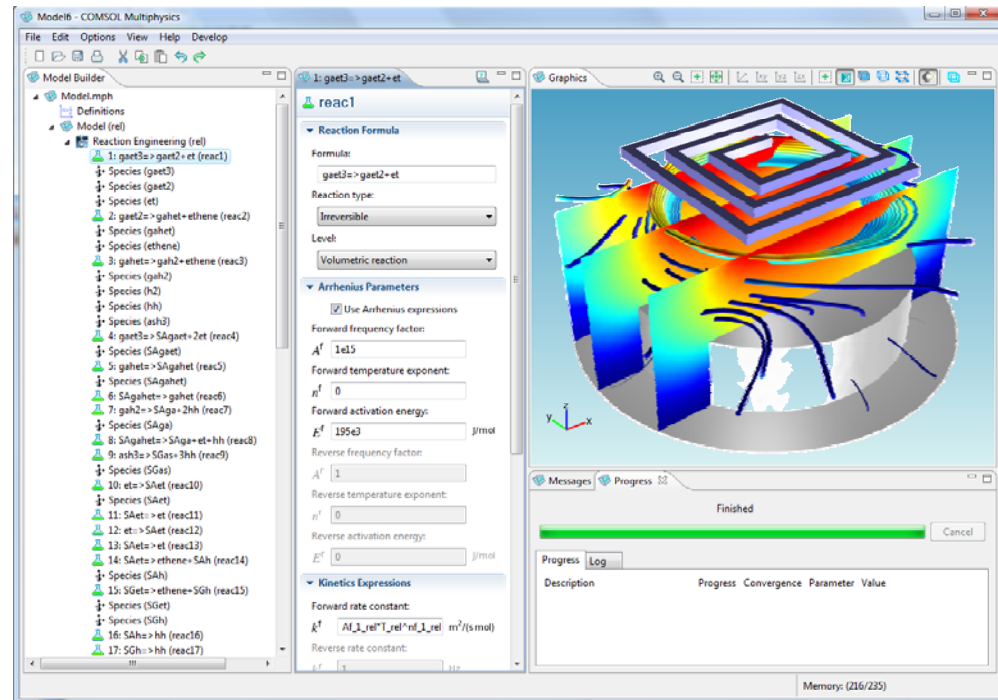 Model6 - COMSOL Multiphysics
File Edit Options View Help Develop
Model Builder
Model.mph
Definitions
Model (rel)
Reaction Engineering (rel)
1: gaet3=>gaet2+et (reac1)
Species (gaet3)
Species (gaet2)
Species (et)
2: gaet2=>gahet+ethene (reac2)
Species (gahet)
Species (ethene)
3: gahet=>gah2+ethene (reac3)
Species (gah2)
Species (h2)
Species (hh)
Species (ash3)
4: gaet3=>SAgaet+2et (reac4)
Species (SAgaet)
5: gahet=>SAgahet (reac5)
Species (SAgahet)
6: SAgahet=>gahet (reac6)
7: gah2=>SAga+2hh (reac7)
Species (SAga)
8: SAgahet=>SAga+et+hh (reac8)
9: ash3=>SGas+3hh (reac9)
Species (SGas)
10: et=>SAet (reac10)
Species (SAet)
11: SAet=>et (reac11)
12: et=>SAet (reac12)
13: SAet=>et (reac13)
14: SAet=>ethene+SAh (reac14)
Species (SAh)
15: SGet=>ethene+SGh (reac15)
Species (SGet)
Species (SGh)
16: SAh=>hh (reac16)
17: SGh=>hh (reac17)
1: gaet3=>gaet2+et
reac1
Reaction Formula
Formula:
gaet3=>gaet2+et
Reaction type:
Irreversible
Level:
Volumetric reaction
Arrhenius Parameters
Use Arrhenius expressions
Forward frequency factor:
A^f 1e15
Forward temperature exponent:
n^f 0
Forward activation energy:
E^f 195e3 J/mol
Reverse frequency factor:
A^r 1
Reverse temperature exponent:
n^r 0
Reverse activation energy:
E^r 0 J/mol
Kinetics Expressions
Forward rate constant:
k^f Af_1_rel*T_rel^nf_1_rel m²/(s mol)
Reverse rate constant:
Graphics
z
y
x
Messages Progress
Finished
Cancel
Progress Log
Description Progress Convergence Parameter Value
Memory: (216/235)